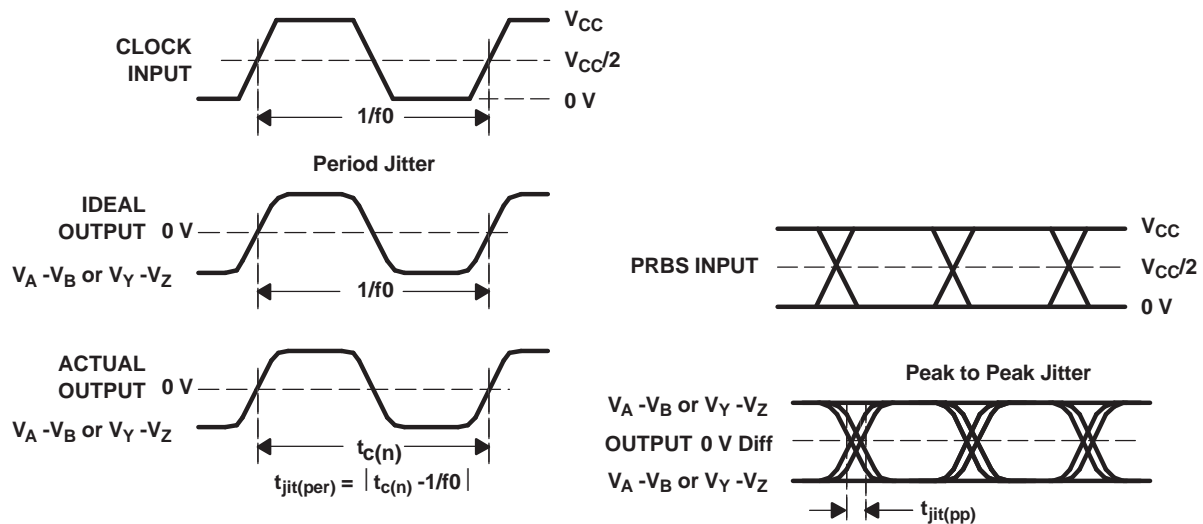 CLOCK
INPUT
VCC
VCC/2
0 V
1/f0
Period Jitter
IDEAL
OUTPUT 0 V
VA -VB or VY -VZ
1/f0
ACTUAL
OUTPUT 0 V
VA -VB or VY -VZ
tc(n)
tjit(per) = | tc(n) -1/f0 |
PRBS INPUT
VCC
VCC/2
0 V
Peak to Peak Jitter
VA -VB or VY -VZ
OUTPUT 0 V Diff
VA -VB or VY -VZ
tjit(pp)